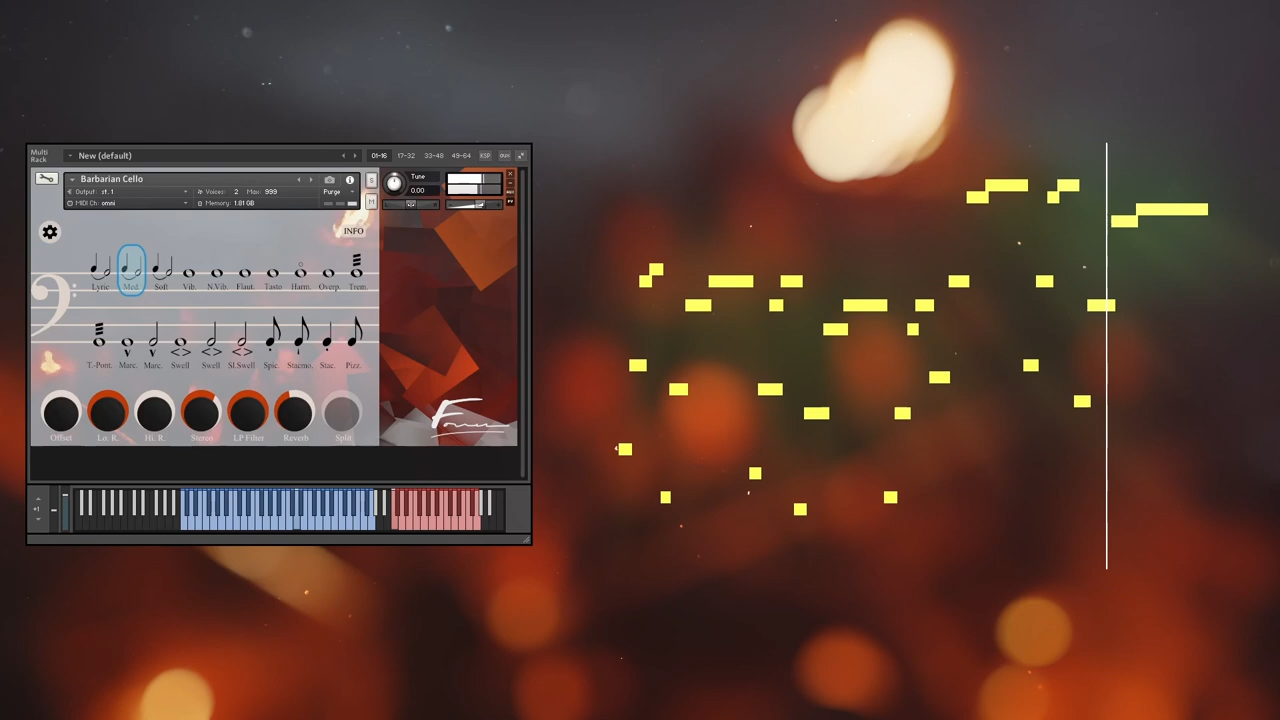 Multi Rack
New (default)
01-16 17-32 33-48 49-64 KSP aux
Barbarian Cello
S
Tune
Output: st. 1 Voices: 2 Max: 999 Purge
0.00
MIDI Ch: omni Memory: 1.81 GB
M
INFO
Lyric Med. Soft Vib. N.Vib. Flaut. Tasto Harm. Overp. Trem.
T.-Pont. Marc. Marc. Swell Swell Sl.Swell Spic. Staccmo. Stac. Pizz.
Offset Lo. R. Hi. R. Stereo LP Filter Reverb Split
+1